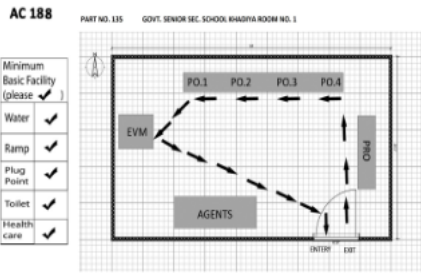 AC 188
PART NO. 135 GOVT. SENIOR SEC. SCHOOL KHADIYA ROOM NO. 1
Minimum
Basic Facility
(please ✓ )
Water ✓
Ramp ✓
Plug
Point ✓
Toilet ✓
Health
care ✓
PO.1 PO.2 PO.3 PO.4
EVM
PRO
AGENTS
ENTERY EXIT